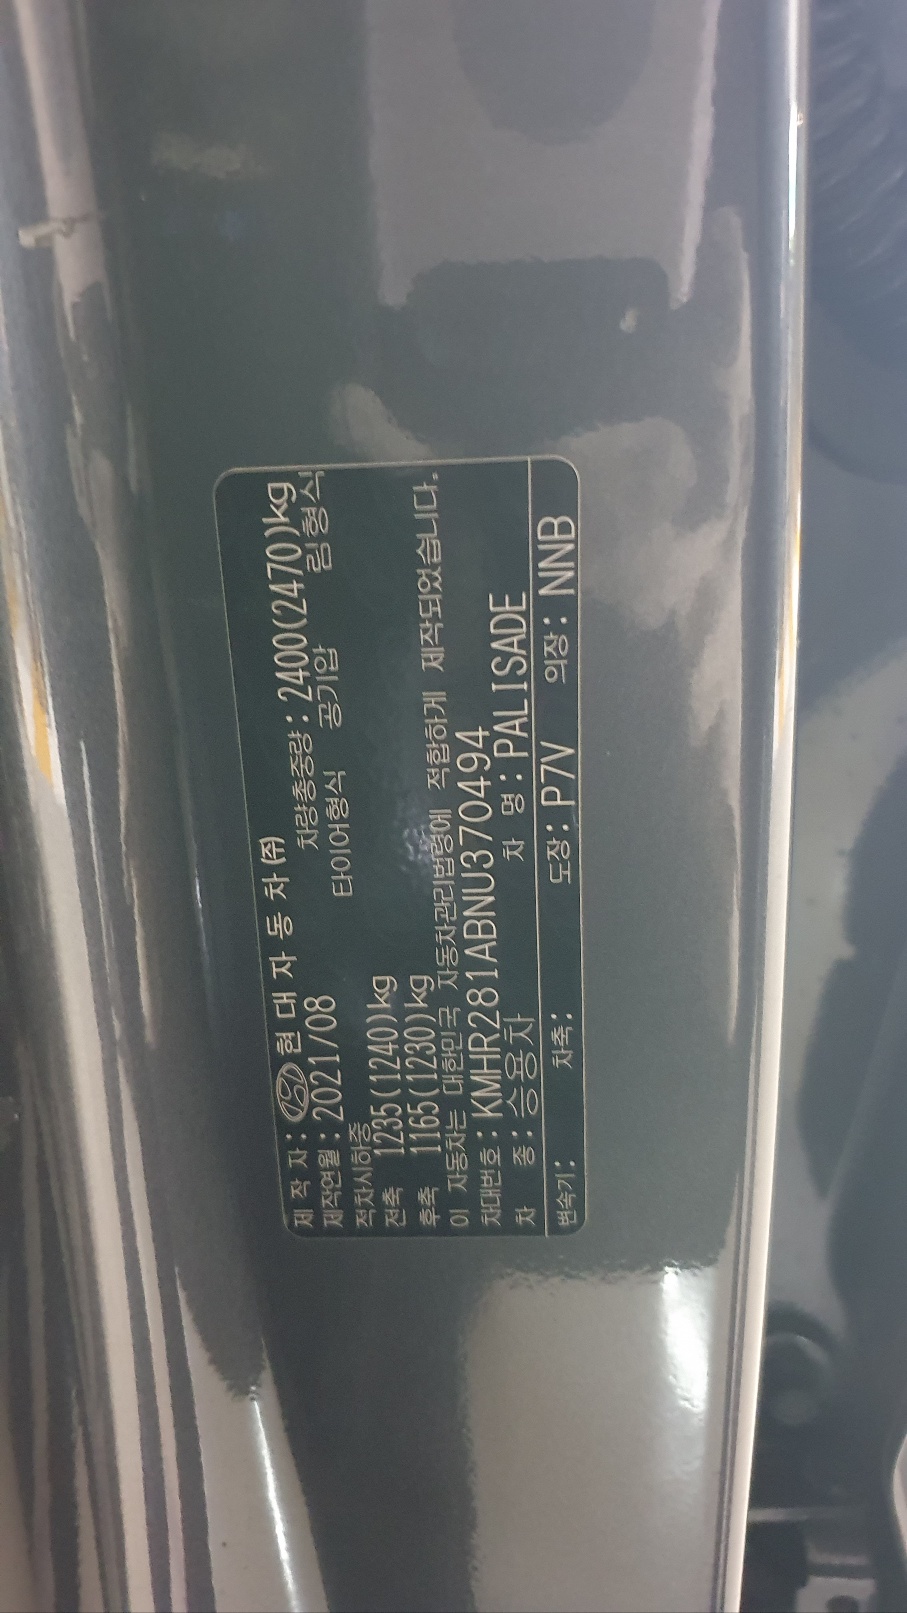 제 작 자 : 현 대 자 동 차 (주)
제작연월 : 2021/08 차량총중량 : 2400(2470)kg
적차시하중 타이어형식 공기압 림형식
전축 1235(1240)kg
후축 1165(1230)kg
이 자동차는 대한민국 자동차관리법령에 적합하게 제작되었습니다.
차대번호 : KMHR281ABNU370494
차 종 : 승용차 차 명 : PALISADE
변속기 : 차축 : 도장 : P7V 의장 : NNB